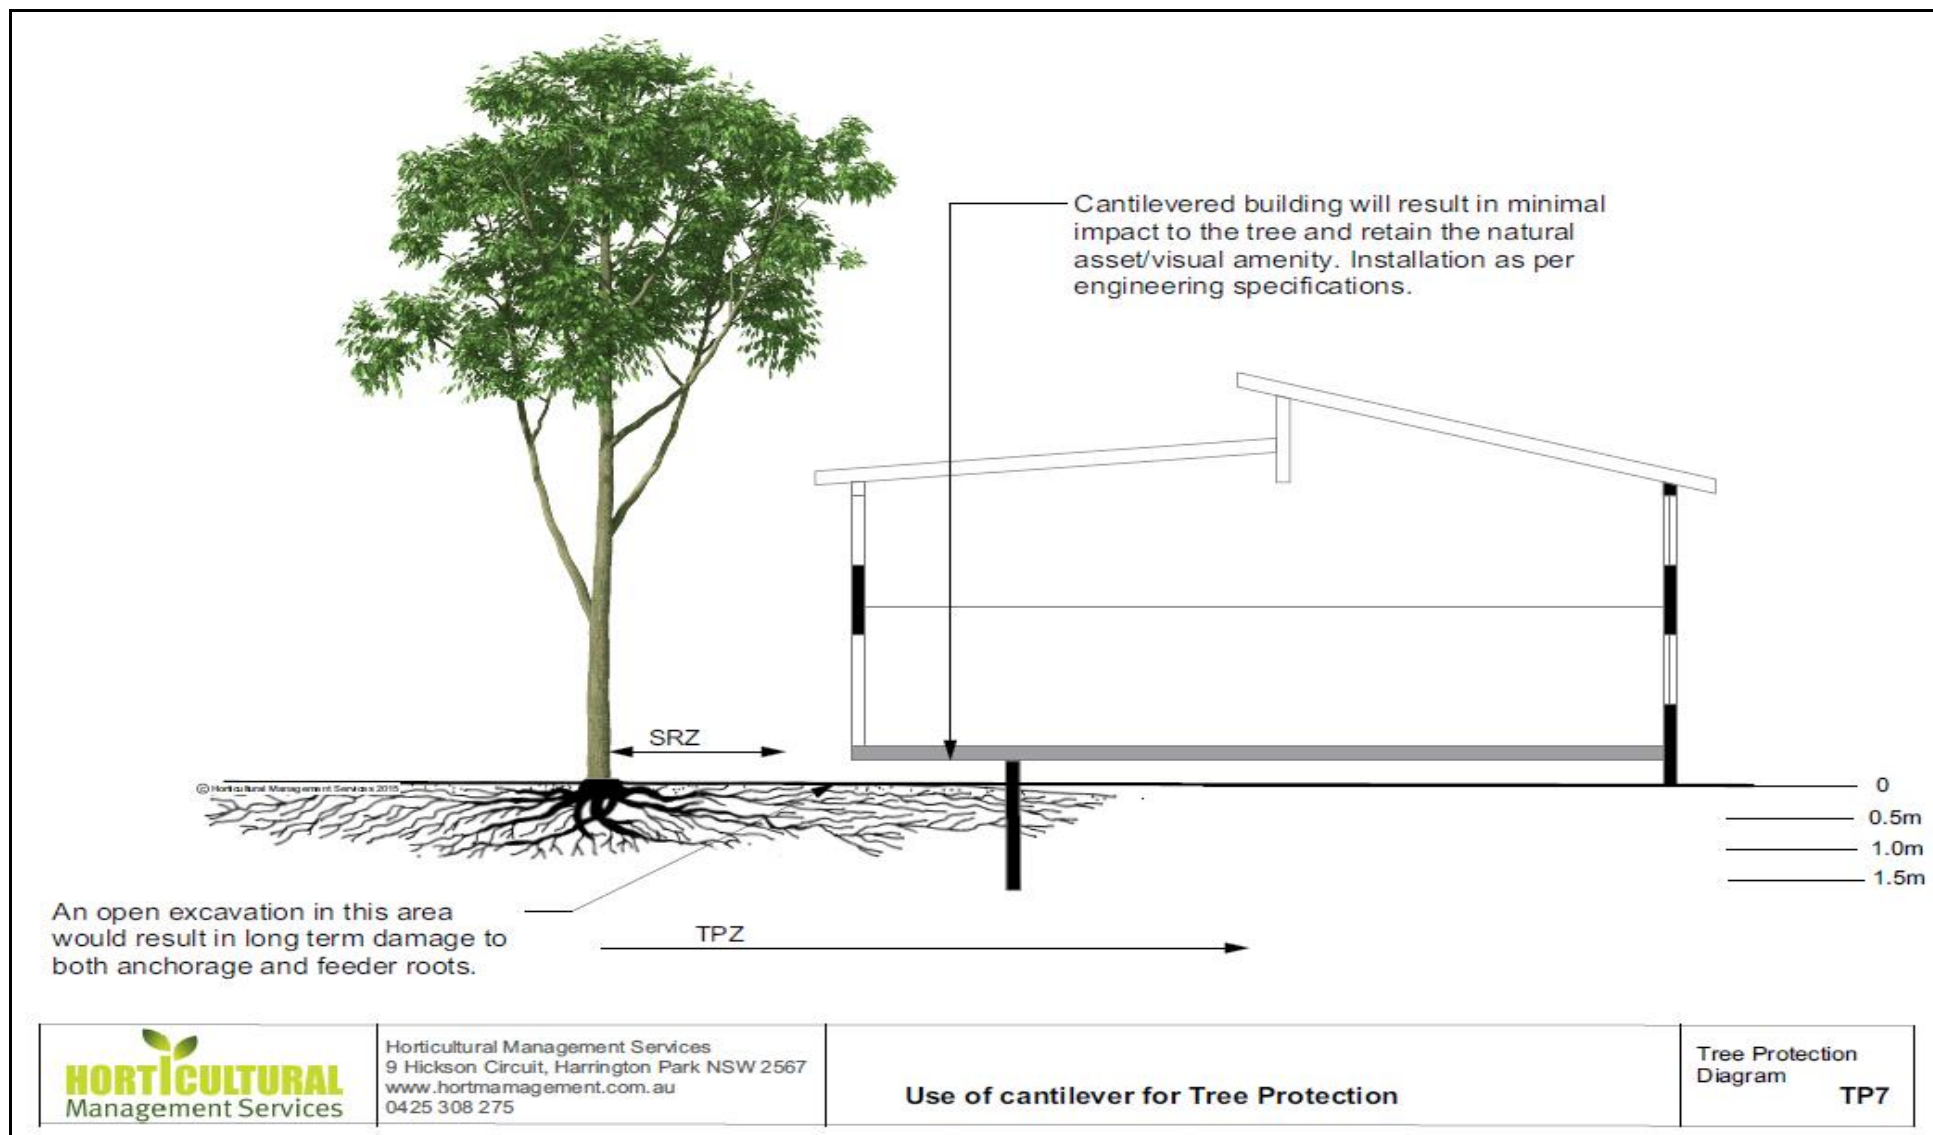 Cantilevered building will result in minimal
impact to the tree and retain the natural
asset/visual amenity. Installation as per
engineering specifications.
SRZ
© Horticultural Management Services 2015
0
0.5m
1.0m
1.5m
An open excavation in this area
would result in long term damage to
both anchorage and feeder roots.
TPZ
HORTICULTURAL
Management Services
Horticultural Management Services
9 Hickson Circuit, Harrington Park NSW 2567
www.hortmamagement.com.au
0425 308 275
Use of cantilever for Tree Protection
Tree Protection
Diagram
TP7